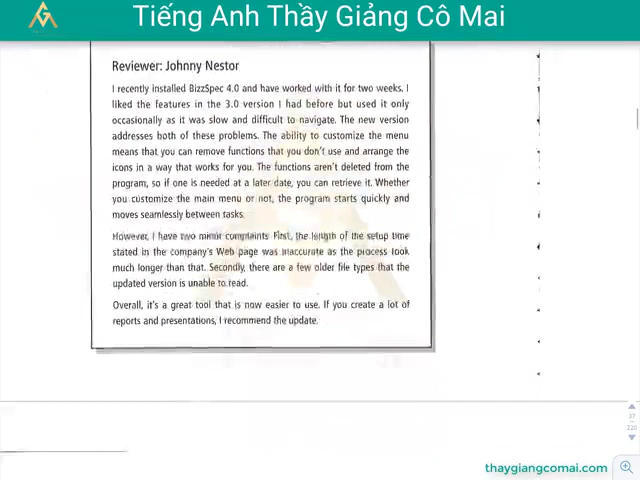 Tiếng Anh Thầy Giảng Cô Mai
Reviewer: Johnny Nestor
I recently installed BizzSpec 4.0 and have worked with it for two weeks. I
liked the features in the 3.0 version I had before but used it only
occasionally as it was slow and difficult to navigate. The new version
addresses both of these problems. The ability to customize the menu
means that you can remove functions that you don't use and arrange the
icons in a way that works for you. The functions aren't deleted from the
program, so if one is needed at a later date, you can retrieve it. Whether
you customize the main menu or not, the program starts quickly and
moves seamlessly between tasks.
However, I have two minor complaints. First, the length of the setup time
stated in the company's Web page was inaccurate as the process took
much longer than that. Secondly, there are a few older file types that the
updated version is unable to read.
Overall, it's a great tool that is now easier to use. If you create a lot of
reports and presentations, I recommend the update.
37
220
thaygiangcomai.com